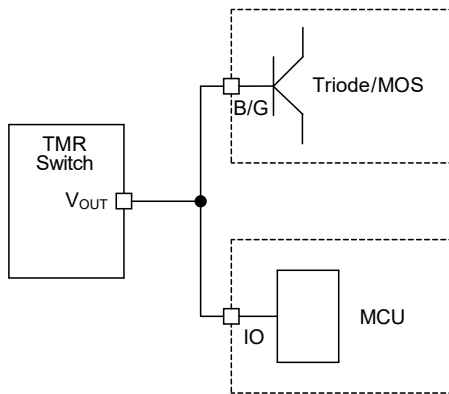 Triode/MOS
B/G
TMR
Switch
VOUT
MCU
IO